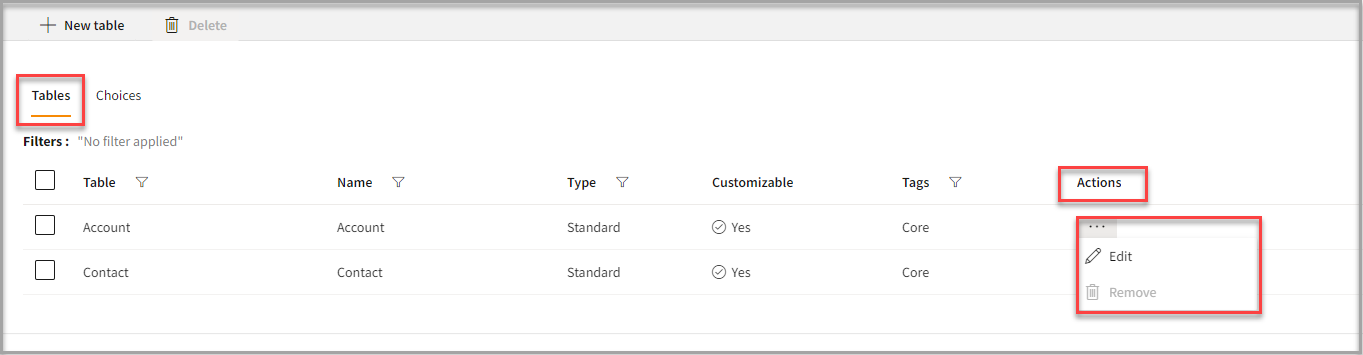 New table Delete
Tables Choices
Filters : "No filter applied"
Table Name Type Customizable Tags Actions
Account Account Standard Yes Core ...
Edit
Contact Contact Standard Yes Core
Remove